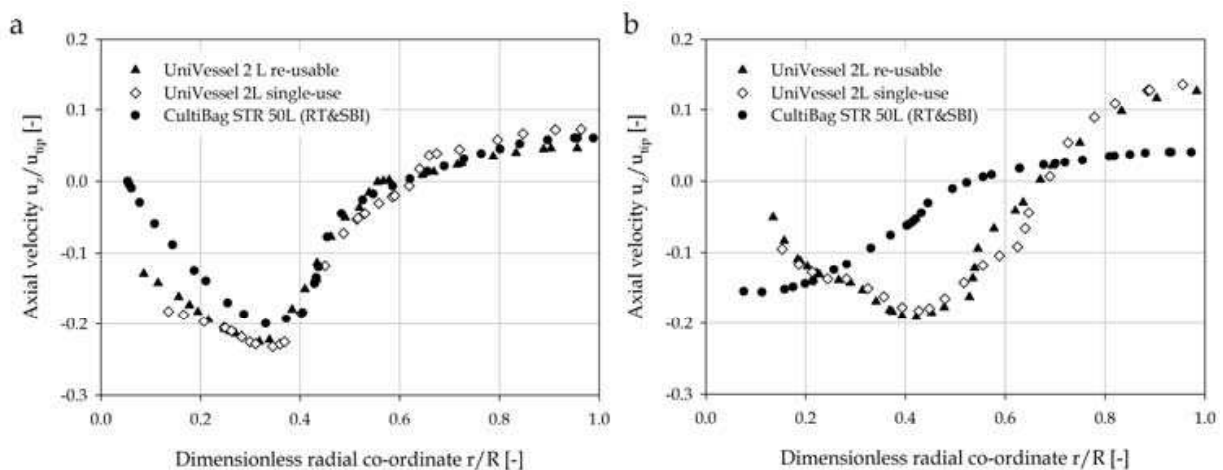 a
0.2
0.1
0.0
-0.1
-0.2
-0.3
Axial velocity u_z/u_tip [-]
UniVessel 2 L re-usable
UniVessel 2L single-use
CultiBag STR 50L (RT&SBI)
0.0 0.2 0.4 0.6 0.8 1.0
Dimensionless radial co-ordinate r/R [-]
b
0.2
0.1
0.0
-0.1
-0.2
-0.3
Axial velocity u_z/u_tip [-]
UniVessel 2L re-usable
UniVessel 2L single-use
CultiBag STR 50L (RT&SBI)
0.0 0.2 0.4 0.6 0.8 1.0
Dimensionless radial co-ordinate r/R [-]